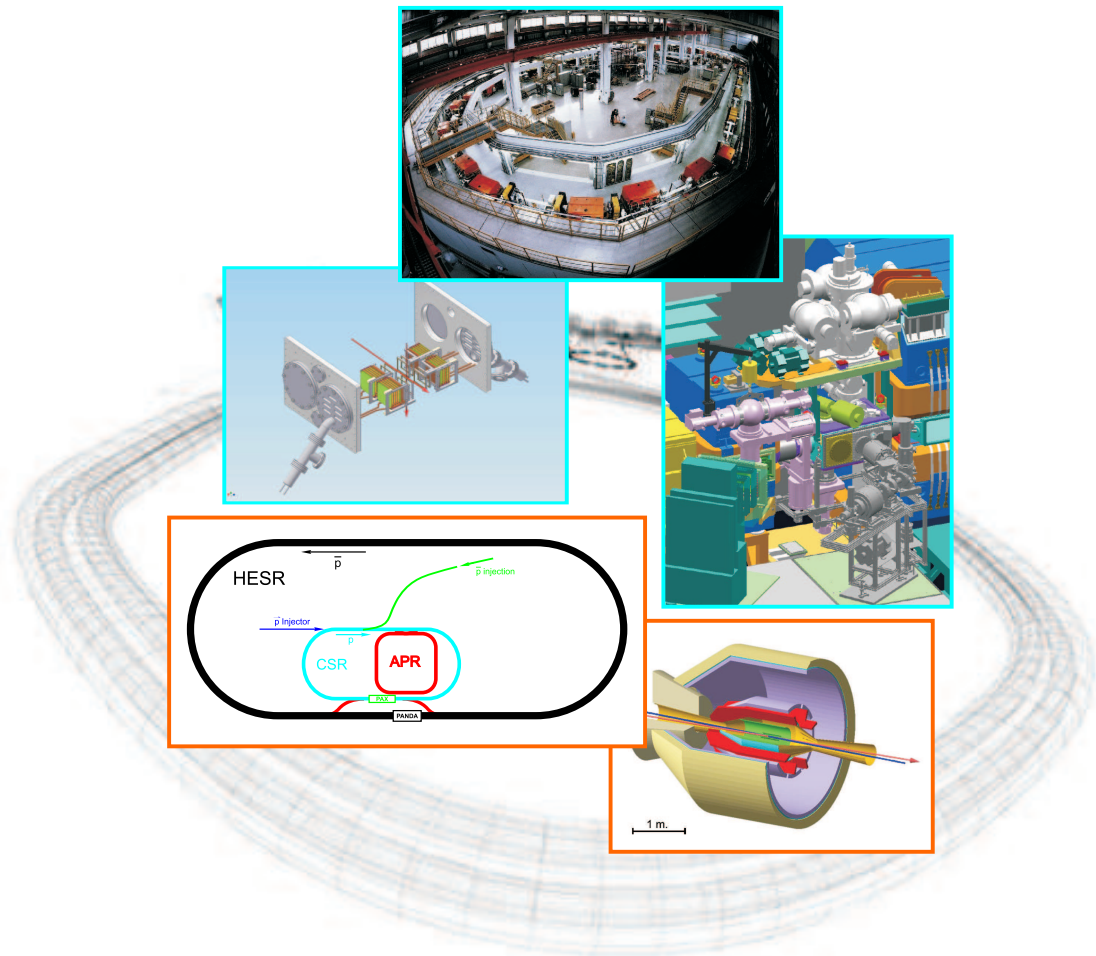 p̅
HESR
p̅ injection
p⃗ Injector
p⃗
CSR
APR
PAX
PANDA
1 m.